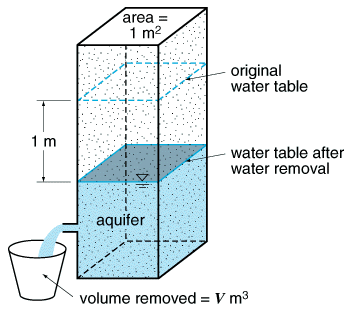 area =
1 m²
original
water table
1 m
water table after
water removal
aquifer
volume removed = V m³